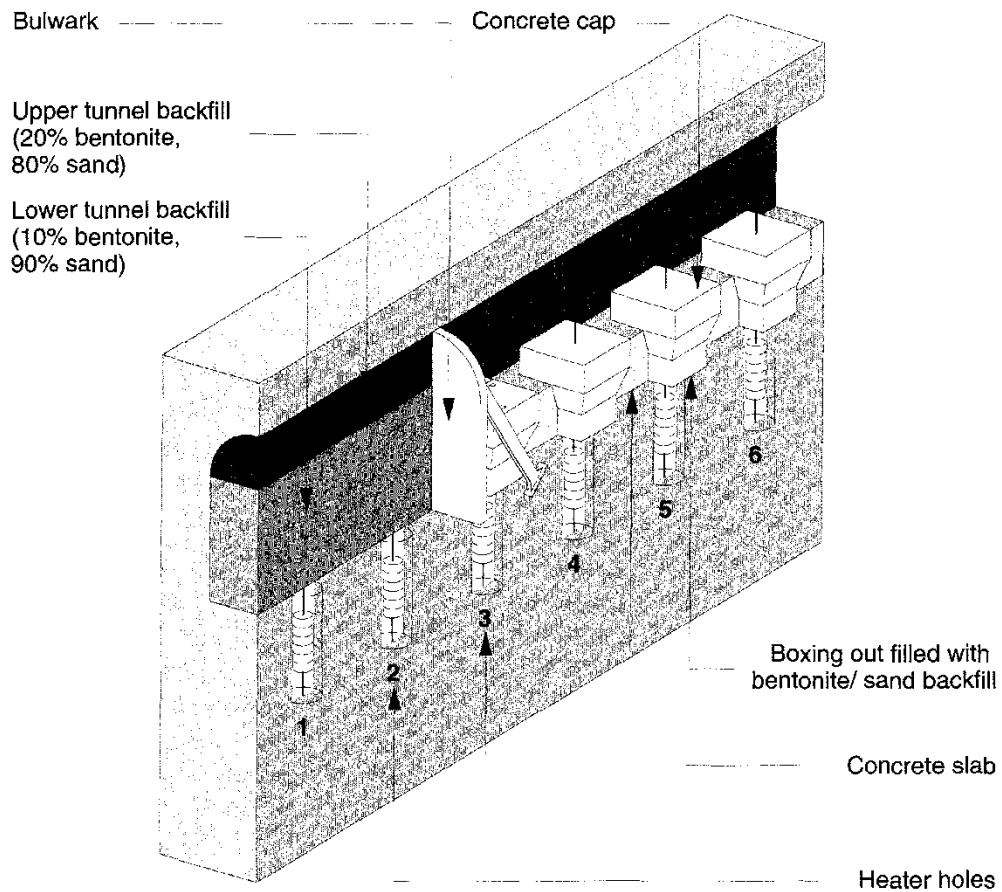 Bulwark
Concrete cap
Upper tunnel backfill
(20% bentonite,
80% sand)
Lower tunnel backfill
(10% bentonite,
90% sand)
6
5
4
3
2
1
Boxing out filled with
bentonite/ sand backfill
Concrete slab
Heater holes